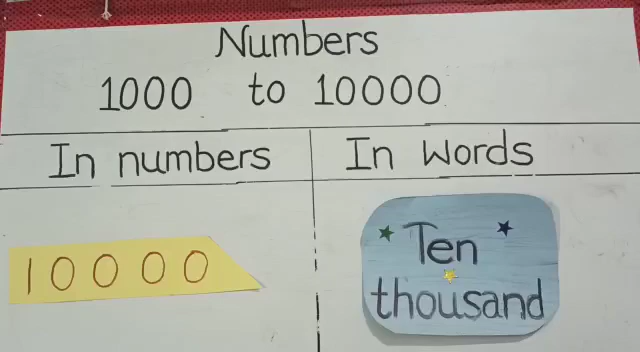 Numbers
1000 to 10000
In numbers
In Words
10000
Ten
thousand